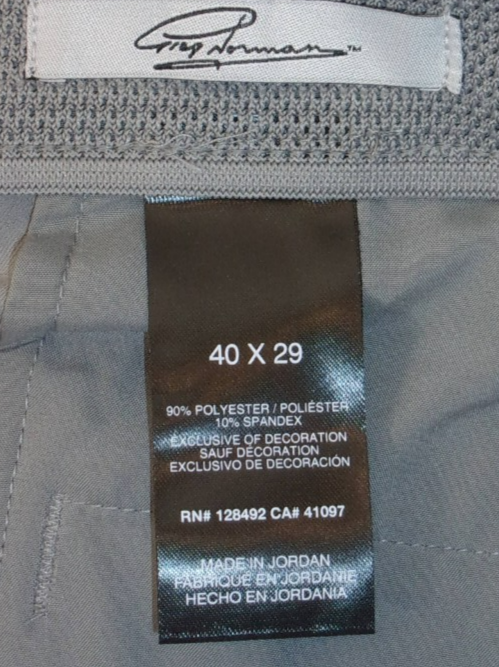 Greg Norman™
40 X 29
90% POLYESTER / POLIÉSTER
10% SPANDEX
EXCLUSIVE OF DECORATION
SAUF DÉCORATION
EXCLUSIVO DE DECORACIÓN
RN# 128492 CA# 41097
MADE IN JORDAN
FABRIQUÉ EN JORDANIE
HECHO EN JORDANIA